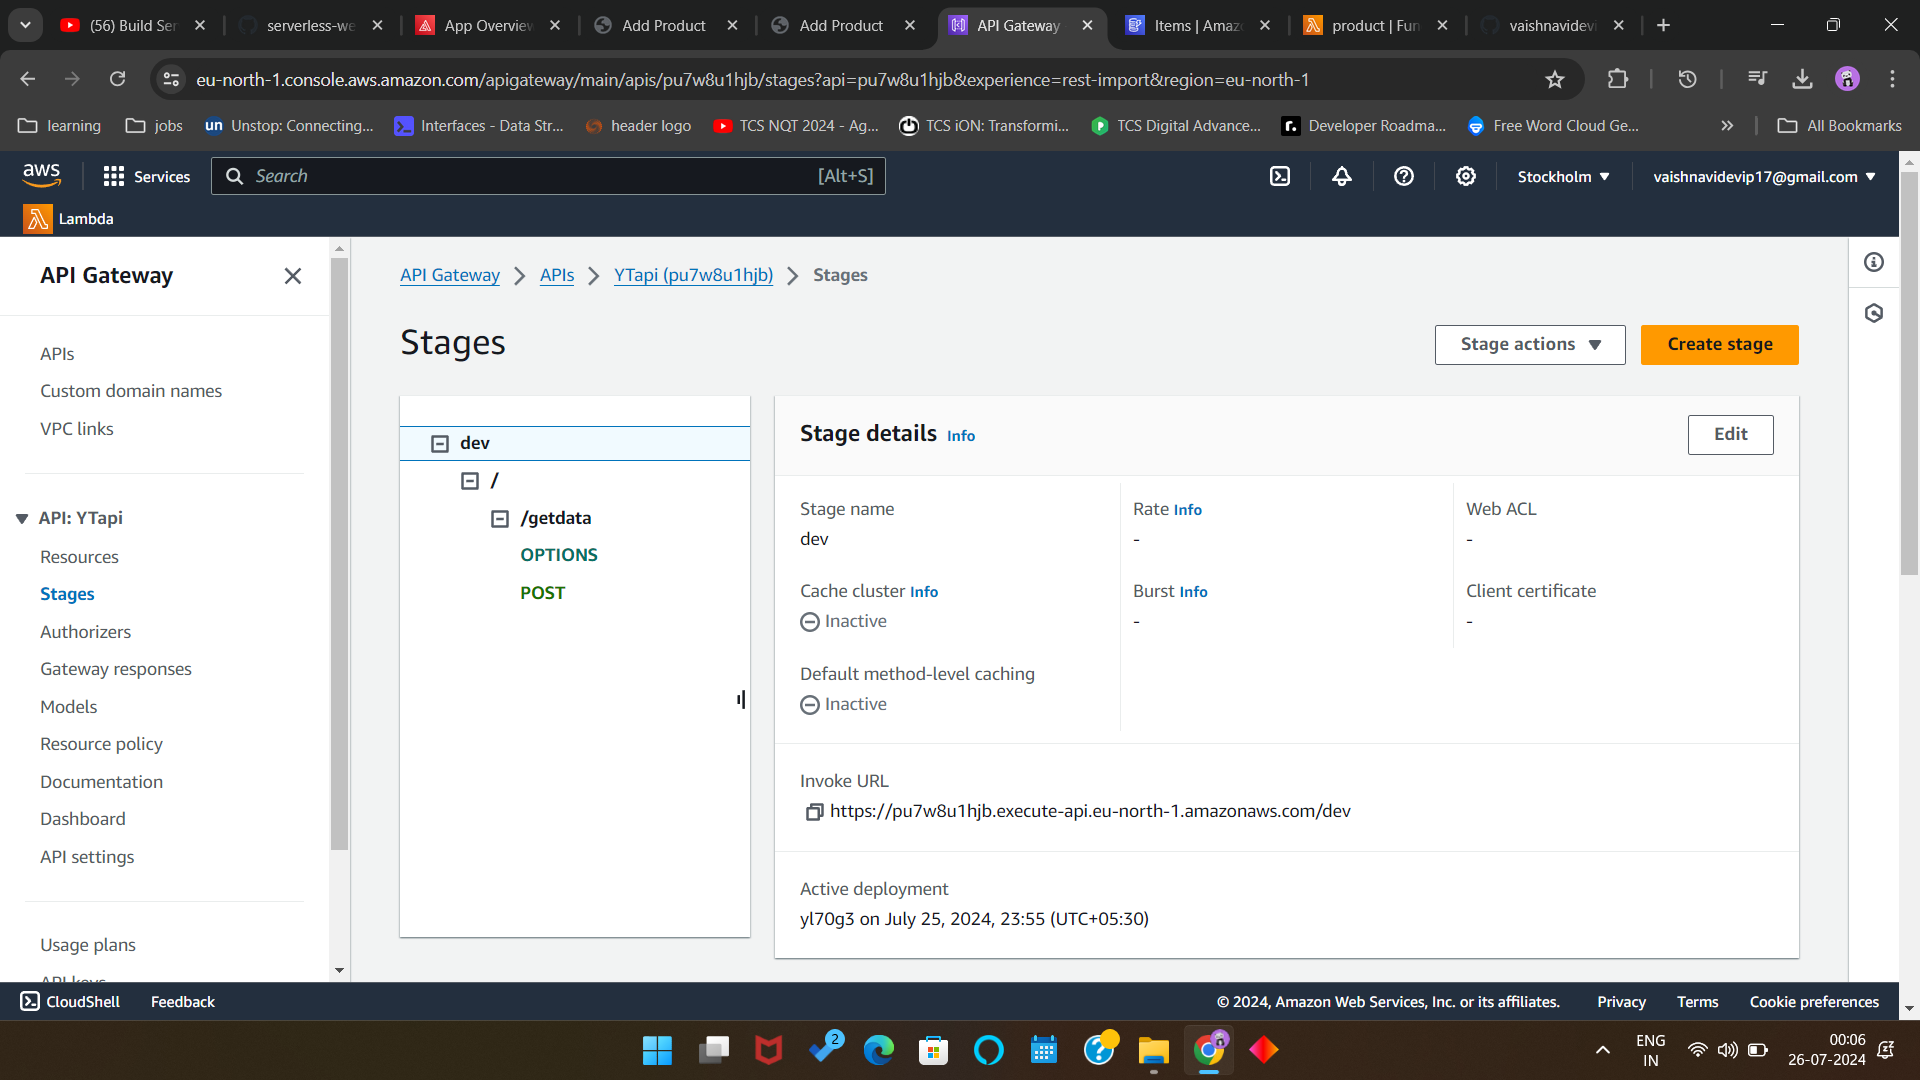 (56) Build Ser
serverless-we
App Overview
Add Product
Add Product
API Gateway
Items | Amaz
product | Fun
vaishnavidevi
eu-north-1.console.aws.amazon.com/apigateway/main/apis/pu7w8u1hjb/stages?api=pu7w8u1hjb&experience=rest-import&region=eu-north-1
learning
jobs
un Unstop: Connecting...
Interfaces - Data Str...
header logo
TCS NQT 2024 - Ag...
TCS iON: Transformi...
TCS Digital Advance...
r. Developer Roadma...
Free Word Cloud Ge...
All Bookmarks
aws
Services
Search
[Alt+S]
Stockholm
vaishnavidevip17@gmail.com
Lambda
API Gateway
APIs
Custom domain names
VPC links
API: YTapi
Resources
Stages
Authorizers
Gateway responses
Models
Resource policy
Documentation
Dashboard
API settings
Usage plans
API keys
API Gateway
APIs
YTapi (pu7w8u1hjb)
Stages
Stages
Stage actions
Create stage
dev
/
/getdata
OPTIONS
POST
Stage details Info
Edit
Stage name
dev
Rate Info
-
Web ACL
-
Cache cluster Info
Inactive
Burst Info
-
Client certificate
-
Default method-level caching
Inactive
Invoke URL
https://pu7w8u1hjb.execute-api.eu-north-1.amazonaws.com/dev
Active deployment
yl70g3 on July 25, 2024, 23:55 (UTC+05:30)
CloudShell
Feedback
© 2024, Amazon Web Services, Inc. or its affiliates.
Privacy
Terms
Cookie preferences
2
ENG
IN
00:06
26-07-2024